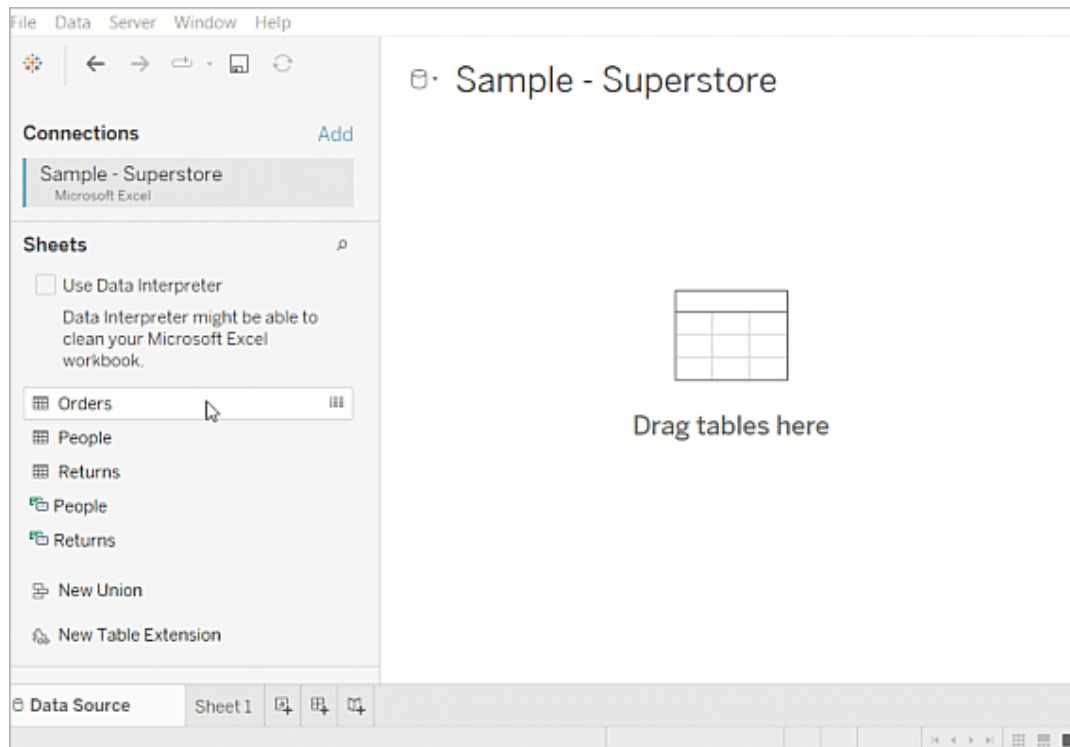 File Data Server Window Help
Sample - Superstore
Connections Add
Sample - Superstore
Microsoft Excel
Sheets
Use Data Interpreter
Data Interpreter might be able to
clean your Microsoft Excel
workbook.
Orders
People
Returns
People
Returns
New Union
New Table Extension
Drag tables here
Data Source Sheet 1